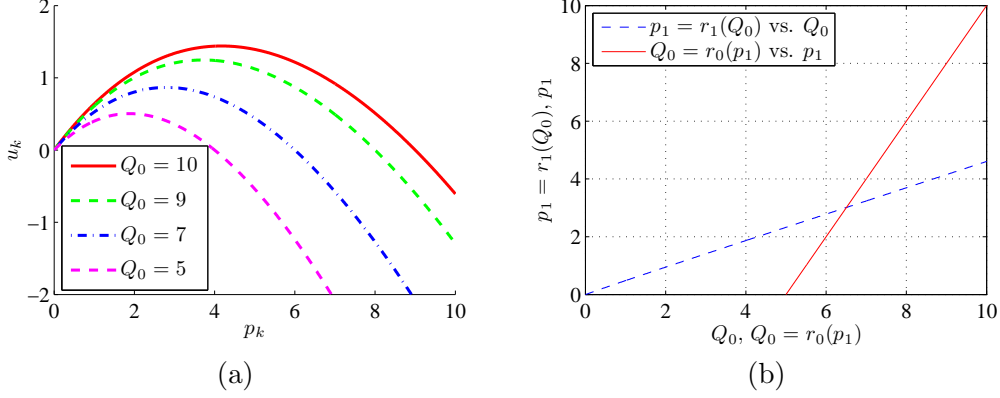 2
1
0
−1
−2
0
2
4
6
8
10
u_k
p_k
Q_0 = 10
Q_0 = 9
Q_0 = 7
Q_0 = 5
(a)
10
8
6
4
2
0
0
2
4
6
8
10
p_1 = r_1(Q_0), p_1
Q_0, Q_0 = r_0(p_1)
p_1 = r_1(Q_0) vs. Q_0
Q_0 = r_0(p_1) vs. p_1
(b)